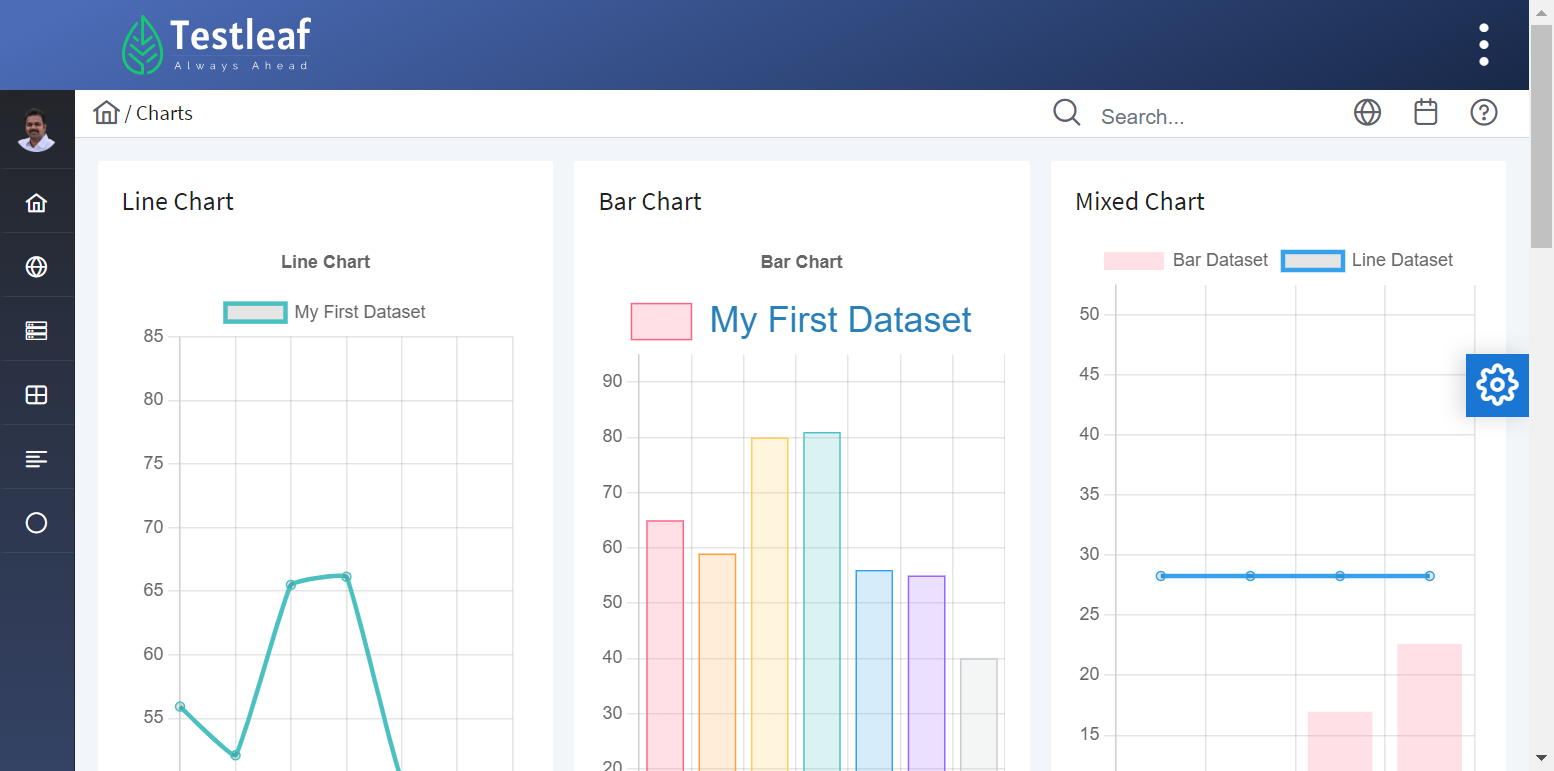 Testleaf
Always Ahead
/ Charts
Search...
Line Chart
Line Chart
My First Dataset
85
80
75
70
65
60
55
Bar Chart
Bar Chart
My First Dataset
90
80
70
60
50
40
30
20
Mixed Chart
Bar Dataset
Line Dataset
50
45
40
35
30
25
20
15